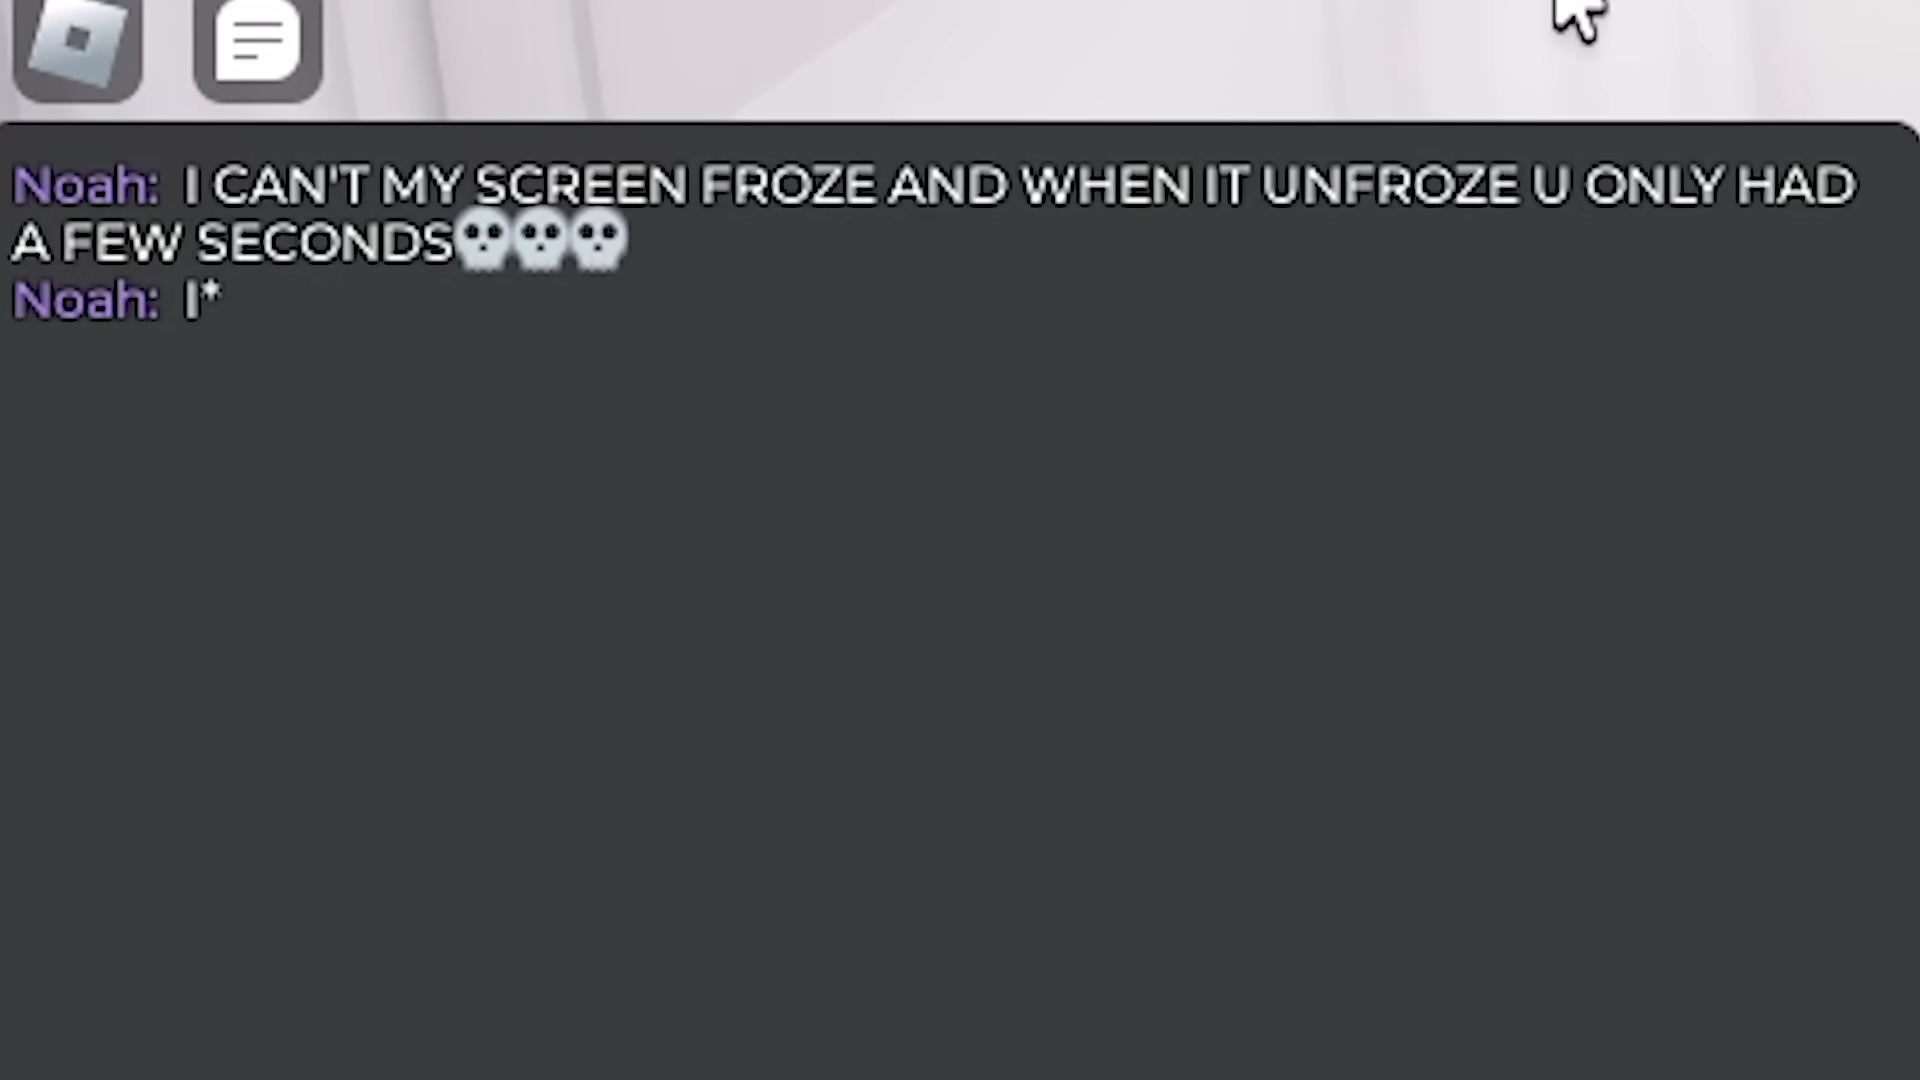 Noah: I CAN'T MY SCREEN FROZE AND WHEN IT UNFROZE U ONLY HAD
A FEW SECONDS💀💀💀
Noah: I*